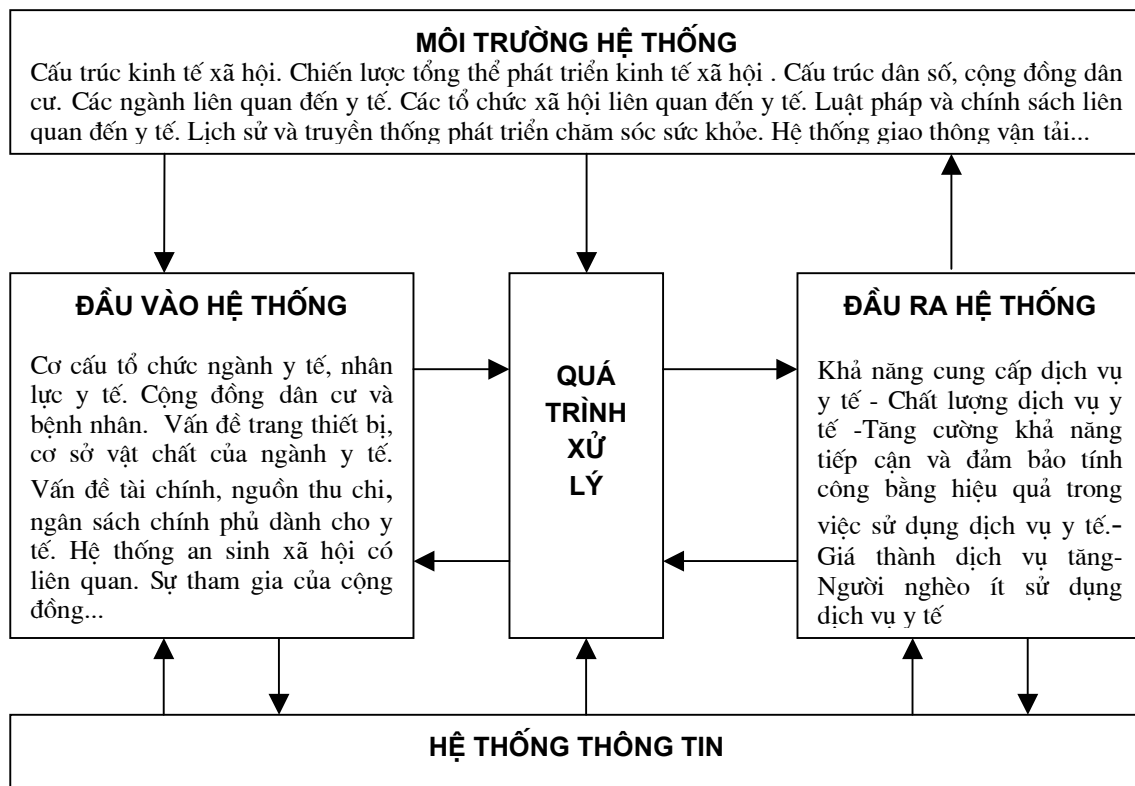 MÔI TRƯỜNG HỆ THỐNG
Cấu trúc kinh tế xã hội. Chiến lược tổng thể phát triển kinh tế xã hội . Cấu trúc dân số, cộng đồng dân
cư. Các ngành liên quan đến y tế. Các tổ chức xã hội liên quan đến y tế. Luật pháp và chính sách liên
quan đến y tế. Lịch sử và truyền thống phát triển chăm sóc sức khỏe. Hệ thống giao thông vận tải...
ĐẦU VÀO HỆ THỐNG
Cơ cấu tổ chức ngành y tế, nhân
lực y tế. Cộng đồng dân cư và
bệnh nhân. Vấn đề trang thiết bị,
cơ sở vật chất của ngành y tế.
Vấn đề tài chính, nguồn thu chi,
ngân sách chính phủ dành cho y
tế. Hệ thống an sinh xã hội có
liên quan. Sự tham gia của cộng
đồng...
QUÁ
TRÌNH
XỬ
LÝ
ĐẦU RA HỆ THỐNG
Khả năng cung cấp dịch vụ
y tế - Chất lượng dịch vụ y
tế -Tăng cường khả năng
tiếp cận và đảm bảo tính
công bằng hiệu quả trong
việc sử dụng dịch vụ y tế.-
Giá thành dịch vụ tăng-
Người nghèo ít sử dụng
dịch vụ y tế
HỆ THỐNG THÔNG TIN